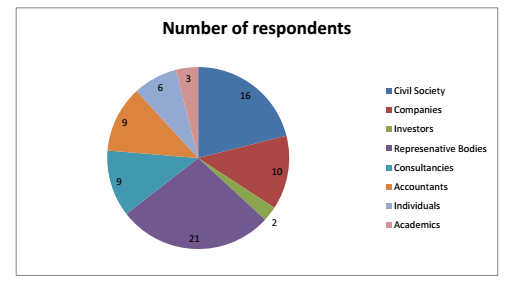 Number of respondents
16
10
2
21
9
9
6
3
Civil Society
Companies
Investors
Represenative Bodies
Consultancies
Accountants
Individuals
Academics